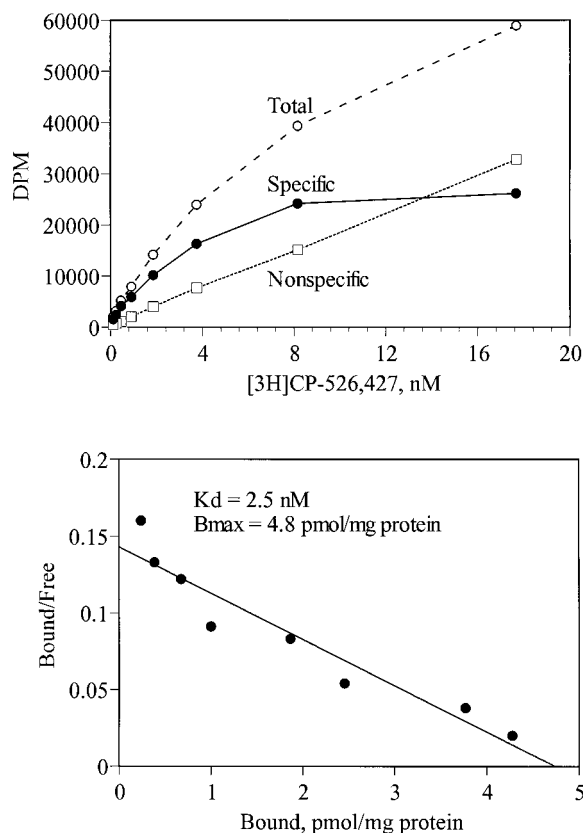 60000
50000
40000
30000
20000
10000
0
DPM
Total
Specific
Nonspecific
0 4 8 12 16 20
[3H]CP-526,427, nM
0.2
0.15
0.1
0.05
0
Bound/Free
Kd = 2.5 nM
Bmax = 4.8 pmol/mg protein
0 1 2 3 4 5
Bound, pmol/mg protein